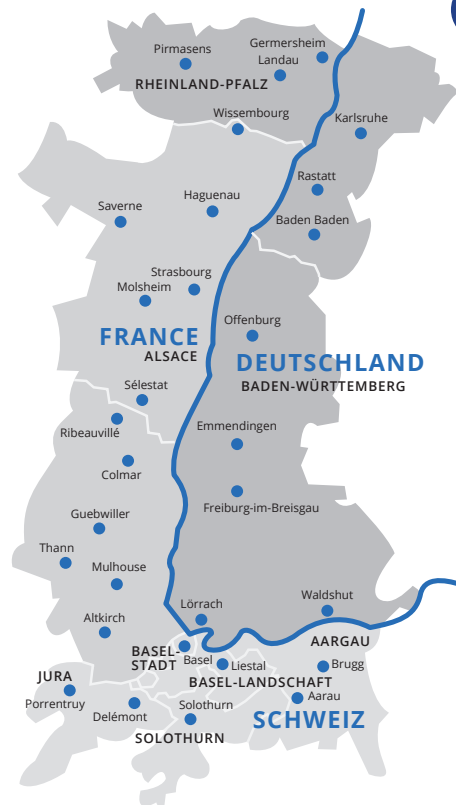 Germersheim
Pirmasens
Landau
RHEINLAND-PFALZ
Wissembourg
Karlsruhe
Rastatt
Haguenau
Saverne
Baden Baden
Strasbourg
Molsheim
Offenburg
FRANCE
ALSACE
DEUTSCHLAND
BADEN-WÜRTTEMBERG
Sélestat
Emmendingen
Ribeauvillé
Colmar
Freiburg-im-Breisgau
Guebwiller
Thann
Mulhouse
Waldshut
Lörrach
Altkirch
AARGAU
BASEL-
STADT
Basel
Liestal
Brugg
JURA
BASEL-LANDSCHAFT
Porrentruy
Aarau
Delémont
Solothurn
SCHWEIZ
SOLOTHURN